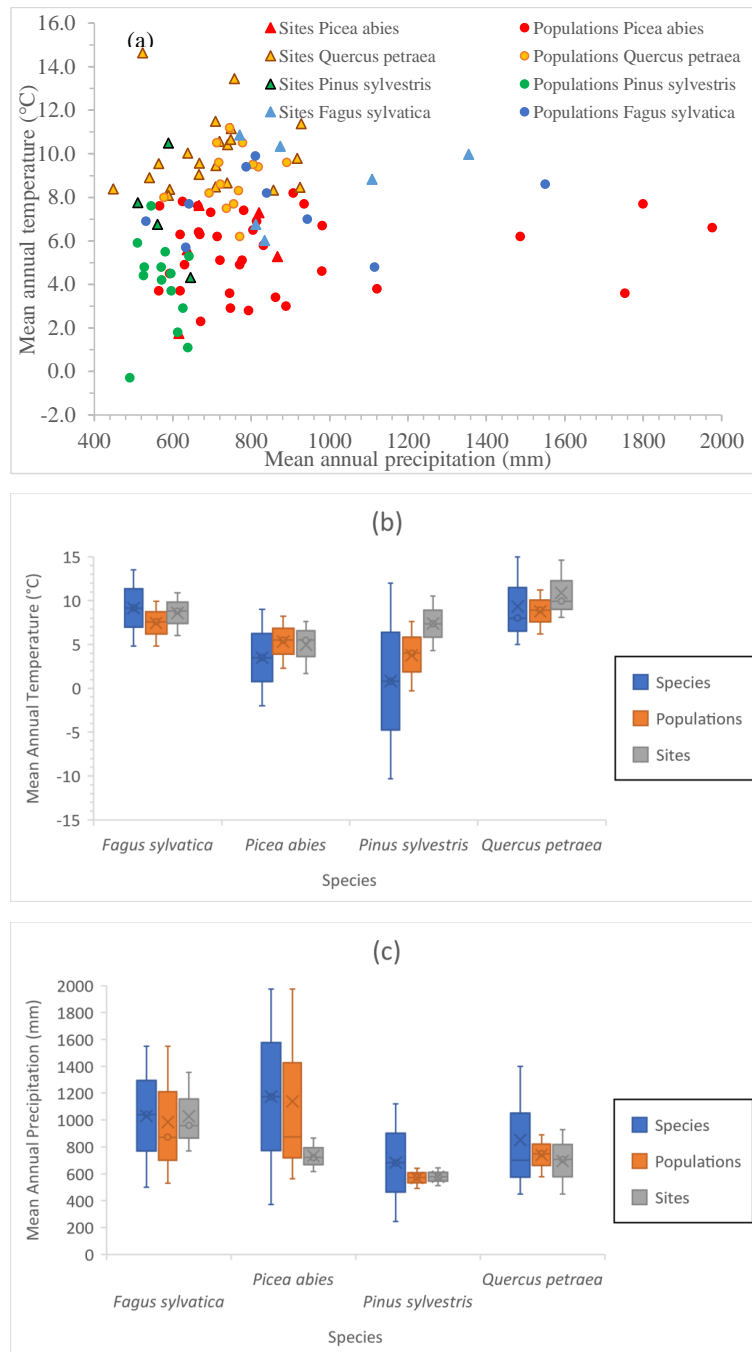 (a)
Sites Picea abies
Populations Picea abies
Sites Quercus petraea
Populations Quercus petraea
Sites Pinus sylvestris
Populations Pinus sylvestris
Sites Fagus sylvatica
Populations Fagus sylvatica
Mean annual temperature (°C)
16.0
14.0
12.0
10.0
8.0
6.0
4.0
2.0
0.0
-2.0
400 600 800 1000 1200 1400 1600 1800 2000
Mean annual precipitation (mm)
(b)
Mean Annual Temperature (°C)
15
10
5
0
-5
-10
-15
Fagus sylvatica Picea abies Pinus sylvestris Quercus petraea
Species
Species
Populations
Sites
(c)
Mean Annual Precipitation (mm)
2000
1800
1600
1400
1200
1000
800
600
400
200
0
Fagus sylvatica Picea abies Pinus sylvestris Quercus petraea
Species
Species
Populations
Sites